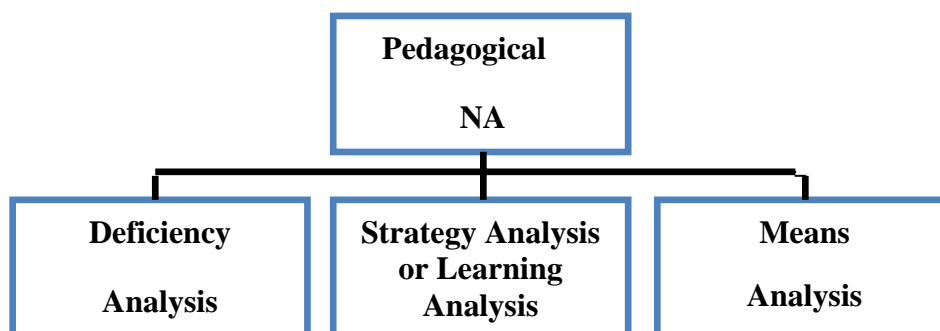 Pedagogical
NA
Deficiency
Analysis
Strategy Analysis
or Learning
Analysis
Means
Analysis